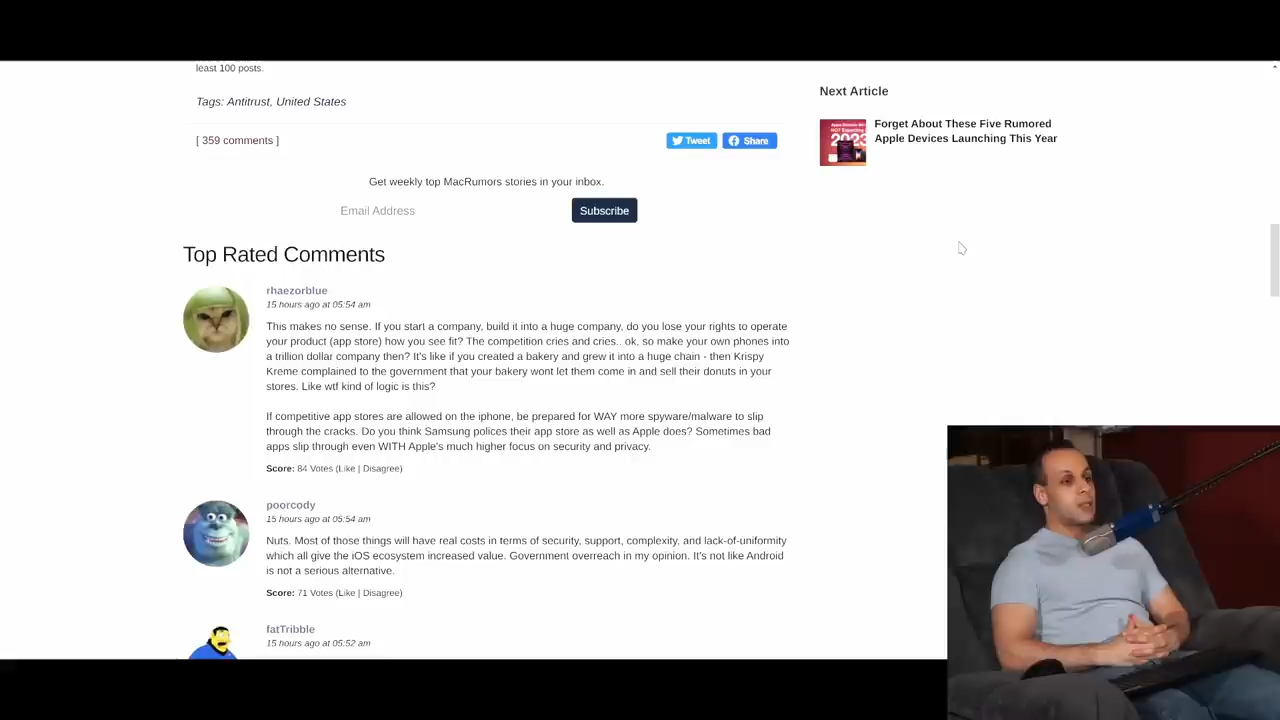 least 100 posts.
Tags: Antitrust, United States
[ 359 comments ]
Tweet
Share
Get weekly top MacRumors stories in your inbox.
Email Address
Subscribe
Top Rated Comments
rhaezorblue
15 hours ago at 05:54 am
This makes no sense. If you start a company, build it into a huge company, do you lose your rights to operate
your product (app store) how you see fit? The competition cries and cries.. ok, so make your own phones into
a trillion dollar company then? It's like if you created a bakery and grew it into a huge chain - then Krispy
Kreme complained to the government that your bakery wont let them come in and sell their donuts in your
stores. Like wtf kind of logic is this?
If competitive app stores are allowed on the iphone, be prepared for WAY more spyware/malware to slip
through the cracks. Do you think Samsung polices their app store as well as Apple does? Sometimes bad
apps slip through even WITH Apple's much higher focus on security and privacy.
Score: 84 Votes (Like | Disagree)
poorcody
15 hours ago at 05:54 am
Nuts. Most of those things will have real costs in terms of security, support, complexity, and lack-of-uniformity
which all give the iOS ecosystem increased value. Government overreach in my opinion. It's not like Android
is not a serious alternative.
Score: 71 Votes (Like | Disagree)
fatTribble
15 hours ago at 05:52 am
Next Article
Forget About These Five Rumored
Apple Devices Launching This Year
2023